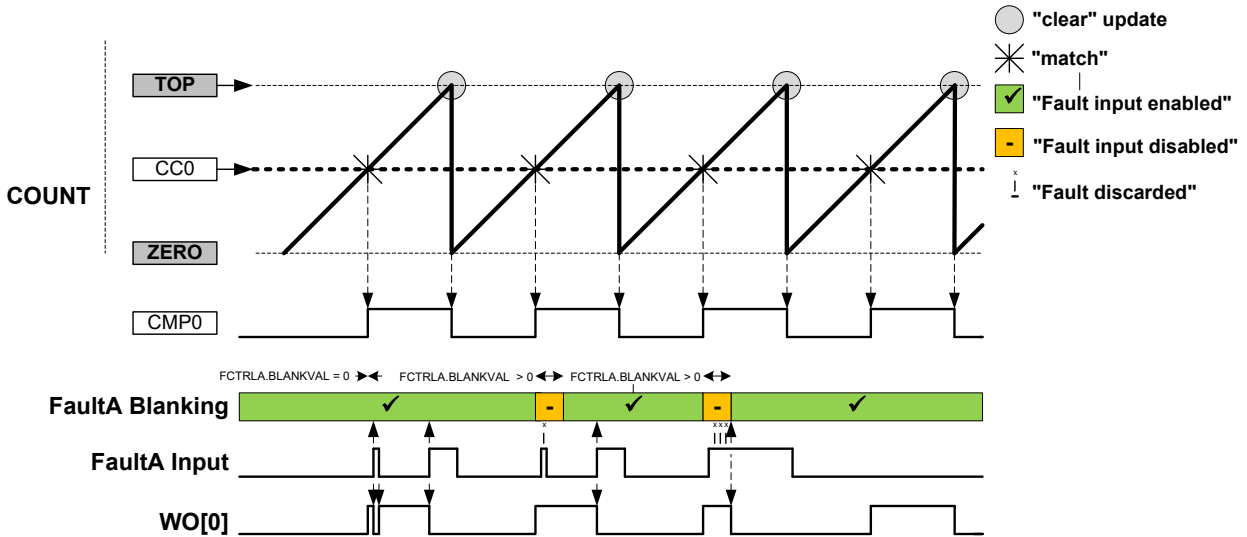 "clear" update
"match"
"Fault input enabled"
"Fault input disabled"
x
"Fault discarded"
TOP
CC0
COUNT
ZERO
CMP0
FCTRLA.BLANKVAL = 0
FCTRLA.BLANKVAL > 0
FCTRLA.BLANKVAL > 0
FaultA Blanking
✓ - ✓ - ✓
x
x x x
FaultA Input
WO[0]